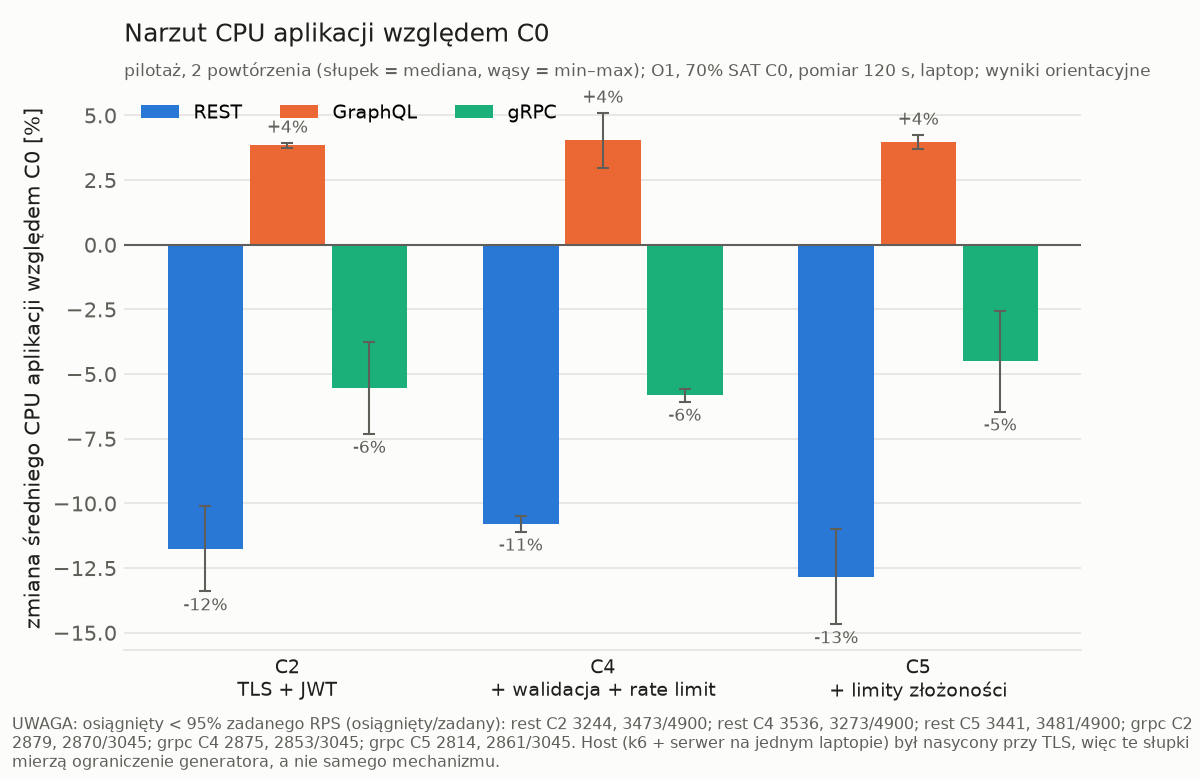 Narzut CPU aplikacji względem C0
pilotaż, 2 powtórzenia (słupek = mediana, wąsy = min–max); O1, 70% SAT C0, pomiar 120 s, laptop; wyniki orientacyjne
REST GraphQL gRPC
zmiana średniego CPU aplikacji względem C0 [%]
5.0
2.5
0.0
−2.5
−5.0
−7.5
−10.0
−12.5
−15.0
+4%
+4%
+4%
-6%
-6%
-5%
-12%
-11%
-13%
C2
TLS + JWT
C4
+ walidacja + rate limit
C5
+ limity złożoności
UWAGA: osiągnięty < 95% zadanego RPS (osiągnięty/zadany): rest C2 3244, 3473/4900; rest C4 3536, 3273/4900; rest C5 3441, 3481/4900; grpc C2
2879, 2870/3045; grpc C4 2875, 2853/3045; grpc C5 2814, 2861/3045. Host (k6 + serwer na jednym laptopie) był nasycony przy TLS, więc te słupki
mierzą ograniczenie generatora, a nie samego mechanizmu.